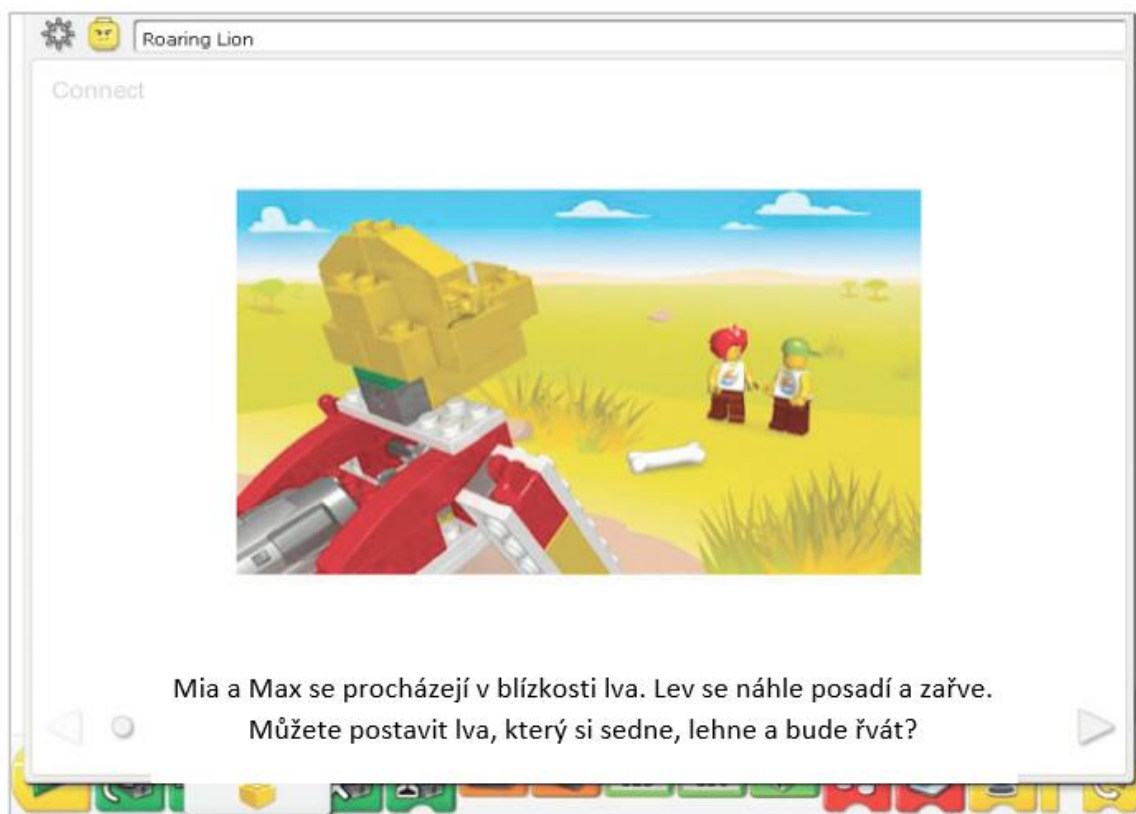 Roaring Lion
Connect
Mia a Max se procházejí v blízkosti lva. Lev se náhle posadí a zařve.
Můžete postavit lva, který si sedne, lehne a bude řvát?